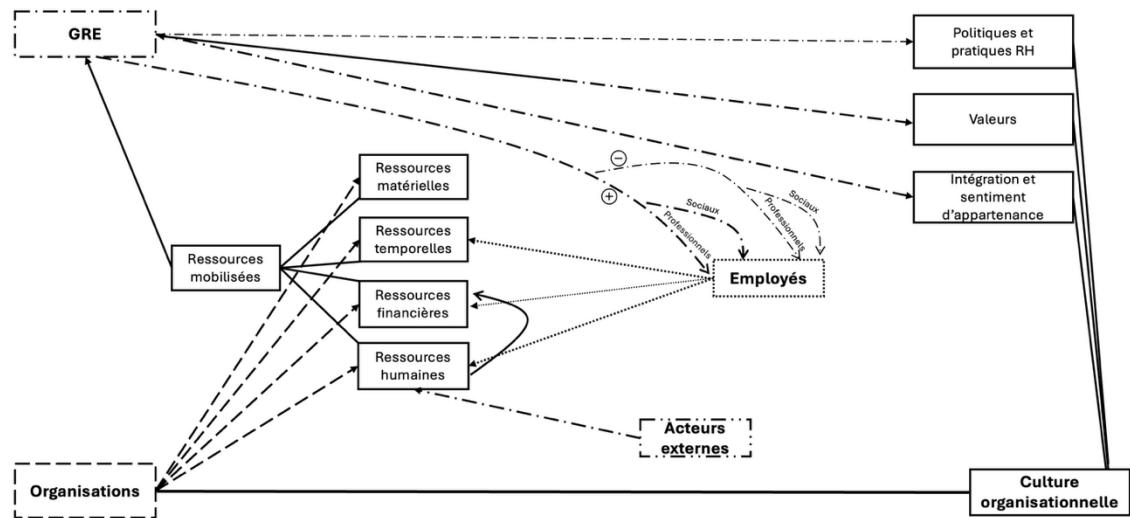 GRE
Politiques et
pratiques RH
Valeurs
Intégration et
sentiment
d'appartenance
−
+
Sociaux
Professionnels
Sociaux
Professionnels
Ressources
matérielles
Ressources
temporelles
Ressources
mobilisées
Employés
Ressources
financières
Ressources
humaines
Acteurs
externes
Organisations
Culture
organisationnelle